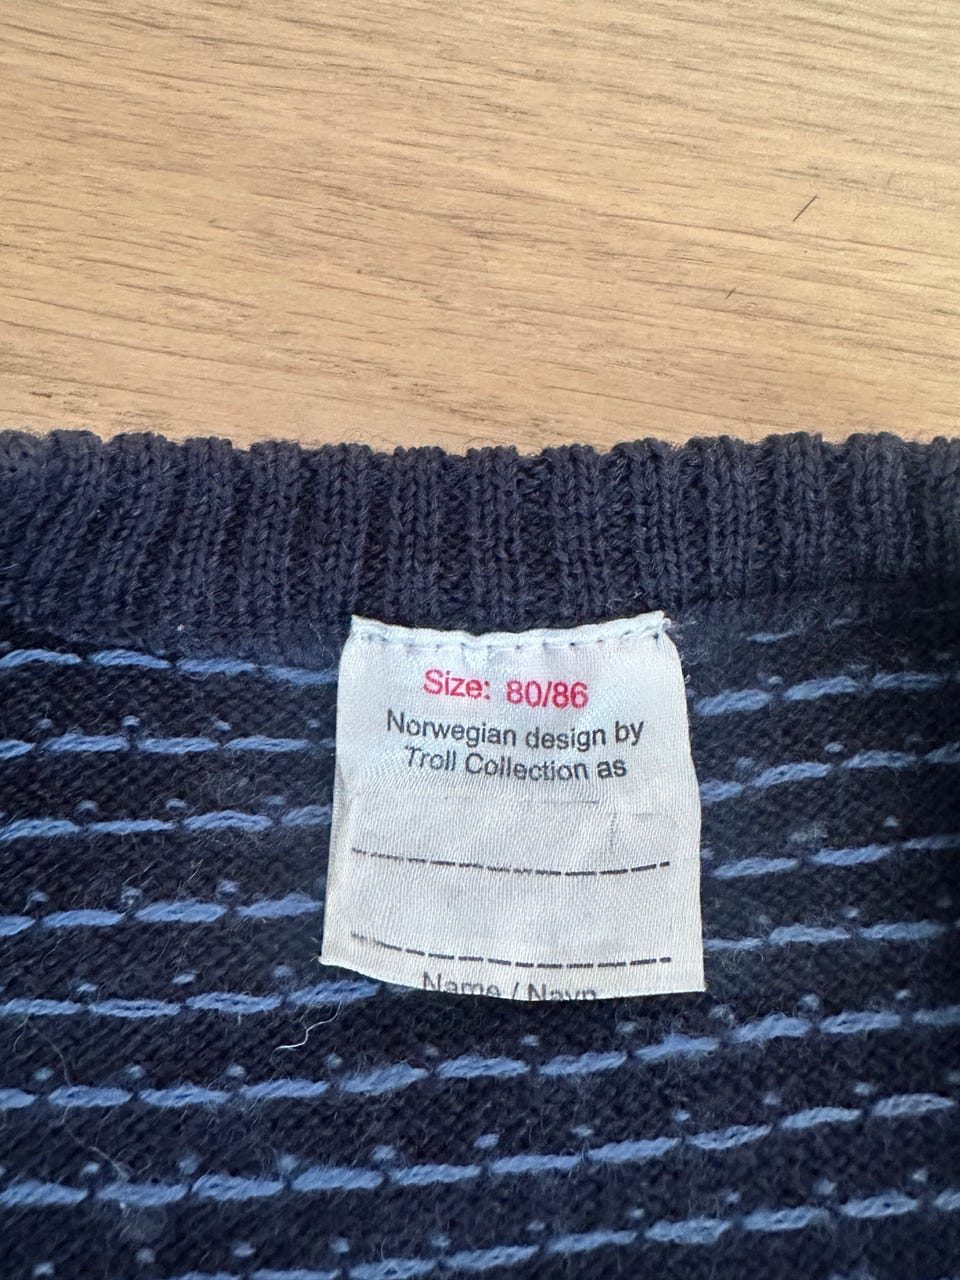 Size: 80/86
Norwegian design by
Troll Collection as
Name / Navn